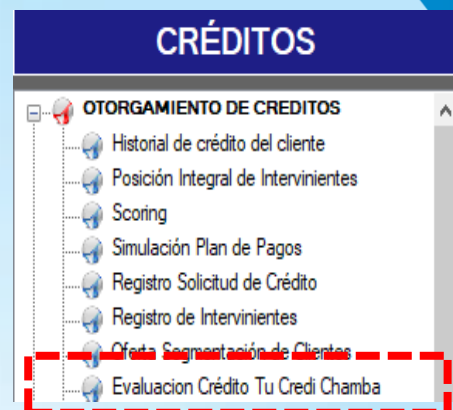 CRÉDITOS
OTORGAMIENTO DE CREDITOS
Historial de crédito del cliente
Posición Integral de Intervinientes
Scoring
Simulación Plan de Pagos
Registro Solicitud de Crédito
Registro de Intervinientes
Oferta Segmentación de Clientes
Evaluacion Crédito Tu Credi Chamba